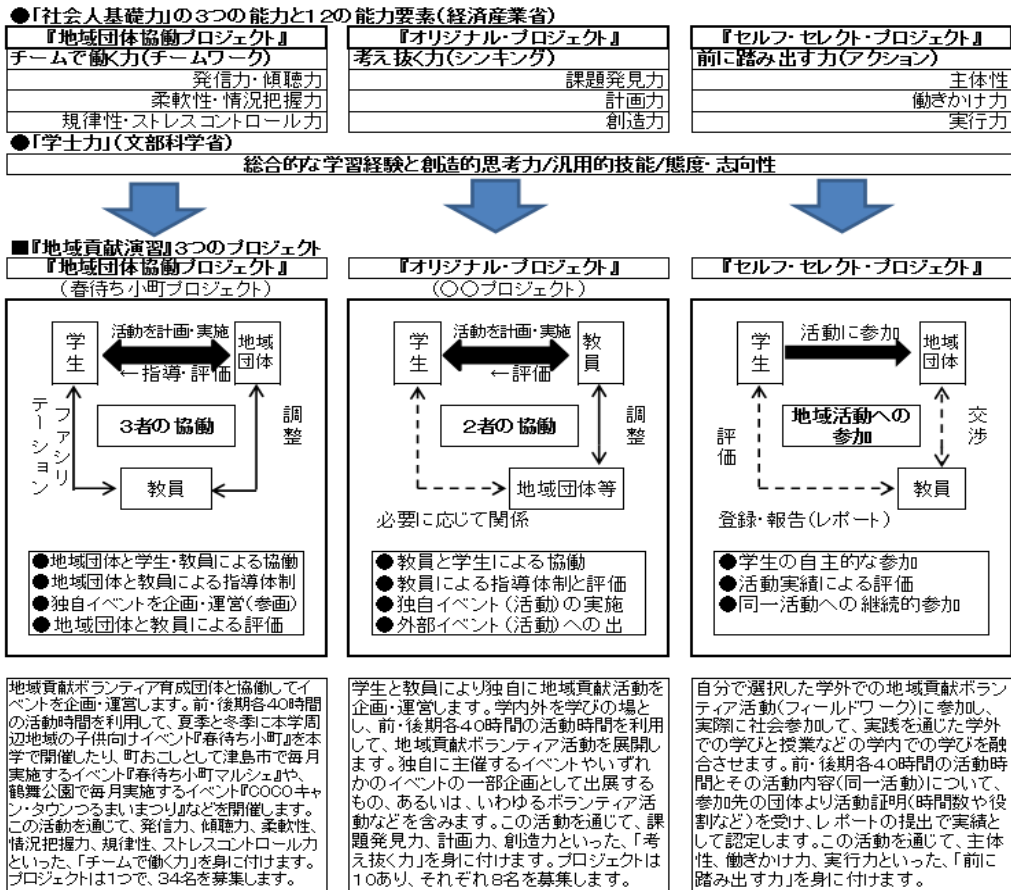 ●「社会人基礎力」の3つの能力と12の能力要素(経済産業省)
『地域団体協働プロジェクト』
チームで働く力(チームワーク)
発信力・傾聴力
柔軟性・情況把握力
規律性・ストレスコントロール力
『オリジナル・プロジェクト』
考え抜く力(シンキング)
課題発見力
計画力
創造力
『セルフ・セレクト・プロジェクト』
前に踏み出す力(アクション)
主体性
働きかけ力
実行力
●「学士力」(文部科学省)
総合的な学習経験と創造的思考力/汎用的技能/態度・志向性
■『地域貢献演習』3つのプロジェクト
『地域団体協働プロジェクト』
(春待ち小町プロジェクト)
学生
活動を計画・実施
←指導・評価
地域
団体
ファシリ
テーション
3者の協働
調整
教員
●地域団体と学生・教員による協働
●地域団体と教員による指導体制
●独自イベントを企画・運営(参画)
●地域団体と教員による評価
『オリジナル・プロジェクト』
(〇〇プロジェクト)
学生
活動を計画・実施
←評価
教員
2者の協働
調整
地域団体等
必要に応じて関係
●教員と学生による協働
●教員による指導体制と評価
●独自イベント(活動)の実施
●外部イベント(活動)への出
『セルフ・セレクト・プロジェクト』
学生
活動に参加
地域
団体
評価
地域活動への
参加
交渉
教員
登録・報告(レポート)
●学生の自主的な参加
●活動実績による評価
●同一活動への継続的参加
地域貢献ボランティア育成団体と協働してイ
ベントを企画・運営します。前・後期各40時間
の活動時間を利用して、夏季と冬季に本学周
辺地域の子供向けイベント『春待ち小町』を本
学で開催したり、町おこしとして津島市で毎月
実施するイベント『春待ち小町マルシェ』や、
鶴舞公園で毎月実施するイベント『COCOキャ
ン・タウンつるまいまつり』などを開催します。
この活動を通じて、発信力、傾聴力、柔軟性、
情況把握力、規律性、ストレスコントロール力
といった、「チームで働く力」を身に付けます。
プロジェクトは1つで、34名を募集します。
学生と教員により独自に地域貢献活動を
企画・運営します。学内外を学びの場と
し、前・後期各40時間の活動時間を利用
して、地域貢献ボランティア活動を展開し
ます。独自に主催するイベントやいずれ
かのイベントの一部企画として出展する
もの、あるいは、いわゆるボランティア活
動などを含みます。この活動を通じて、課
題発見力、計画力、創造力といった、「考
え抜く力」を身に付けます。プロジェクトは
10あり、それぞれ8名を募集します。
自分で選択した学外での地域貢献ボラン
ティア活動(フィールドワーク)に参加し、
実際に社会参加して、実践を通じた学外
での学びと授業などの学内での学びを融
合させます。前・後期各40時間の活動時
間とその活動内容(同一活動)について、
参加先の団体より活動証明(時間数や役
割など)を受け、レポートの提出で実績と
して認定します。この活動を通じて、主体
性、働きかけ力、実行力といった、「前に
踏み出す力」を身に付けます。